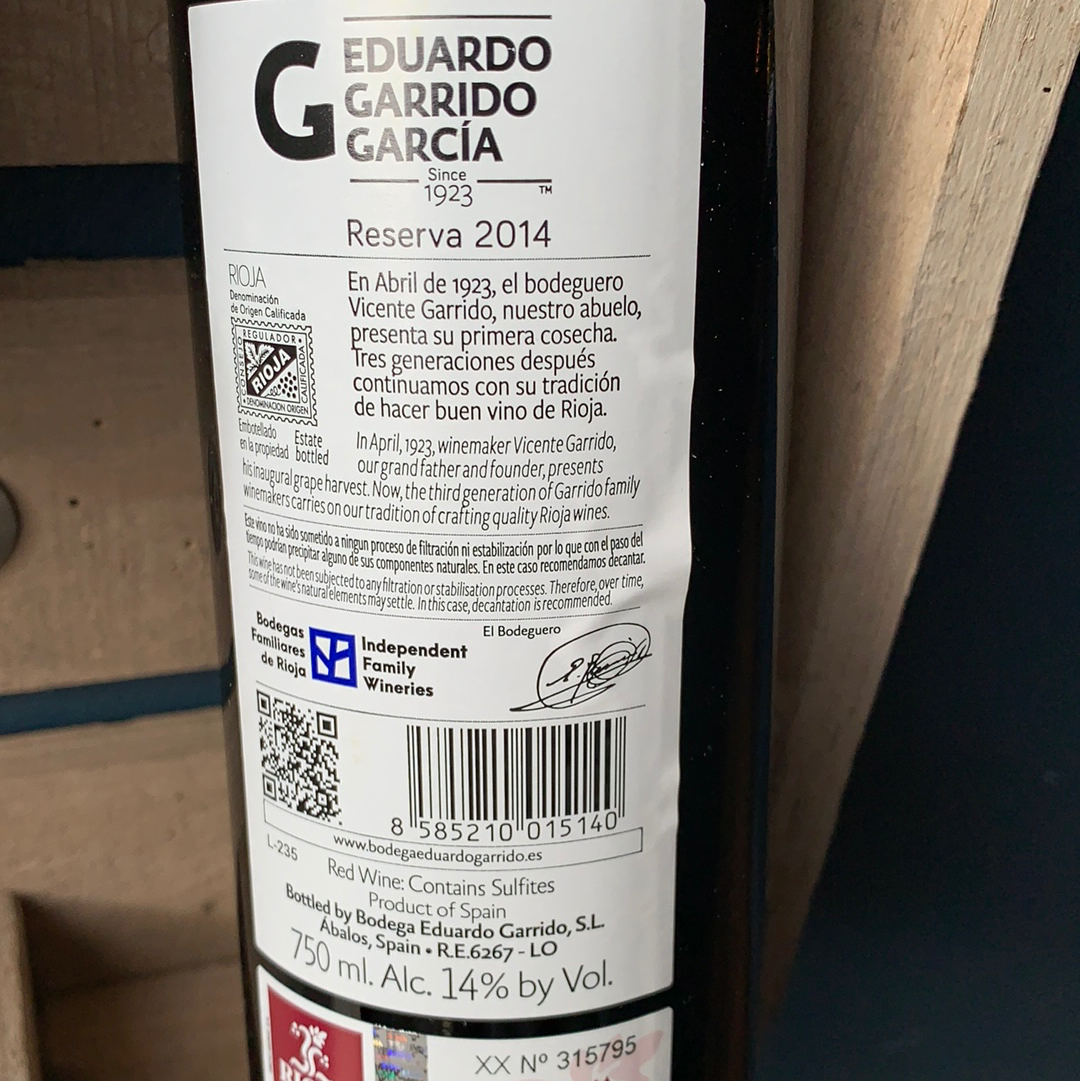 G
EDUARDO
GARRIDO
GARCÍA
Since
1923
TM
Reserva 2014
RIOJA
Denominación
de Origen Calificada
CONSEJO REGULADOR
RIOJA
DENOMINACION ORIGEN
CALIFICADA
Embotellado
en la propiedad
Estate
bottled
En Abril de 1923, el bodeguero
Vicente Garrido, nuestro abuelo,
presenta su primera cosecha.
Tres generaciones después
continuamos con su tradición
de hacer buen vino de Rioja.
In April, 1923, winemaker Vicente Garrido,
our grand father and founder, presents
his inaugural grape harvest. Now, the third generation of Garrido family
winemakers carries on our tradition of crafting quality Rioja wines.
Este vino no ha sido sometido a ningun proceso de filtración ni estabilización por lo que con el paso del
tiempo podrían precipitar alguno de sus componentes naturales. En este caso recomendamos decantar.
This wine has not been subjected to any filtration or stabilisation processes. Therefore, over time,
some of the wine's natural elements may settle. In this case, decantation is recommended.
Bodegas
Familiares
de Rioja
Independent
Family
Wineries
El Bodeguero
8 585210 015140
www.bodegaeduardogarrido.es
L-235
Red Wine: Contains Sulfites
Product of Spain
Bottled by Bodega Eduardo Garrido, S.L.
Ábalos, Spain • R.E.6267 - LO
750 ml. Alc. 14% by Vol.
XX Nº 315795